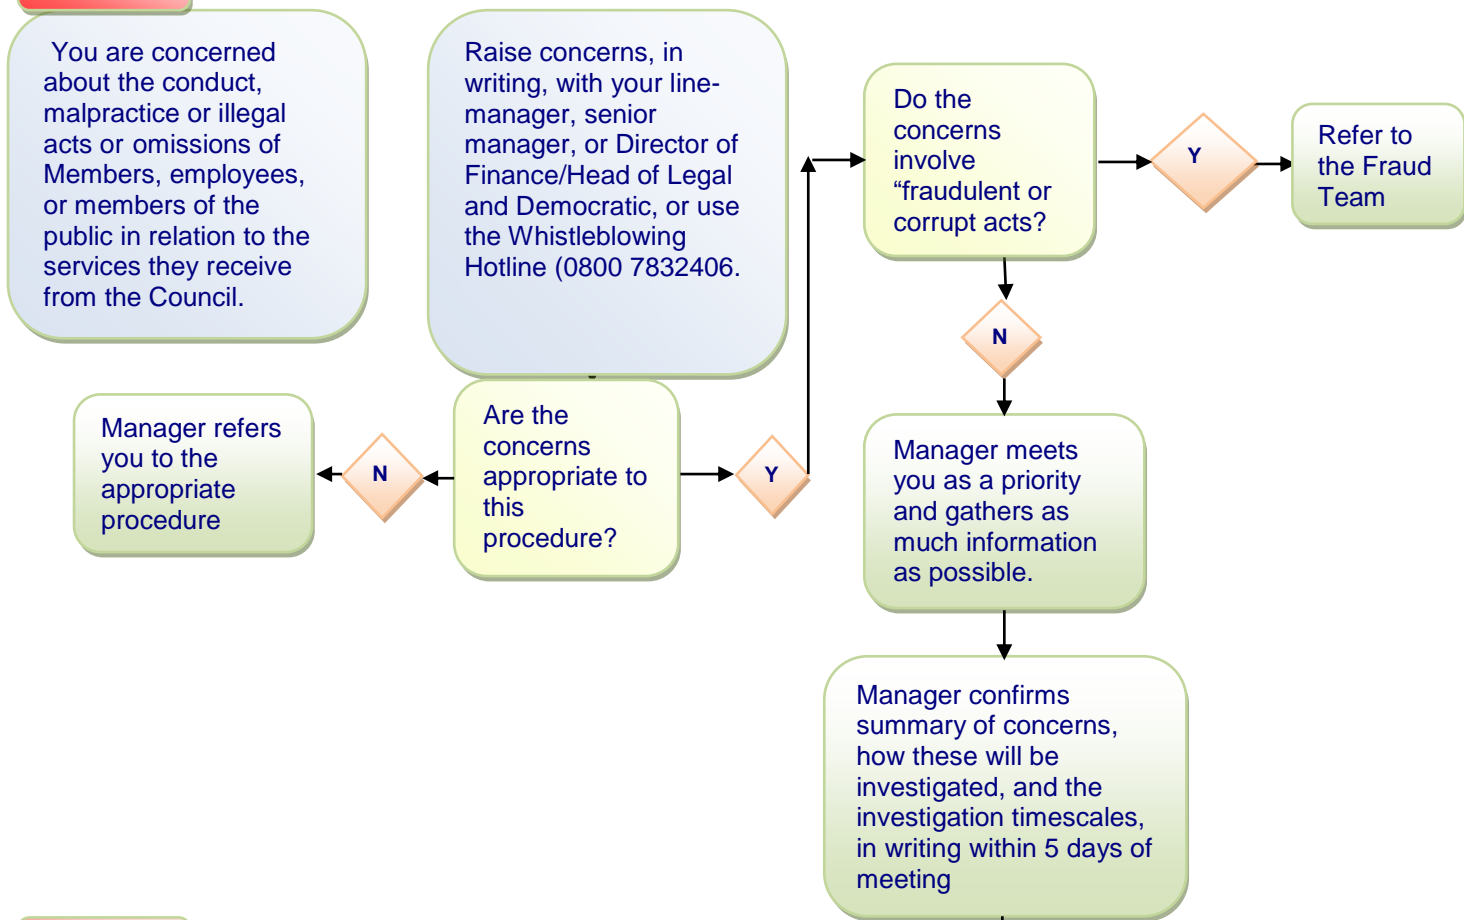 You are concerned
about the conduct,
malpractice or illegal
acts or omissions of
Members, employees,
or members of the
public in relation to the
services they receive
from the Council.
Raise concerns, in
writing, with your line-
manager, senior
manager, or Director of
Finance/Head of Legal
and Democratic, or use
the Whistleblowing
Hotline (0800 7832406.
Do the
concerns
involve
“fraudulent or
corrupt acts?
Y
Refer to
the Fraud
Team
N
Manager refers
you to the
appropriate
procedure
N
Are the
concerns
appropriate to
this
procedure?
Y
Manager meets
you as a priority
and gathers as
much information
as possible.
Manager confirms
summary of concerns,
how these will be
investigated, and the
investigation timescales,
in writing within 5 days of
meeting